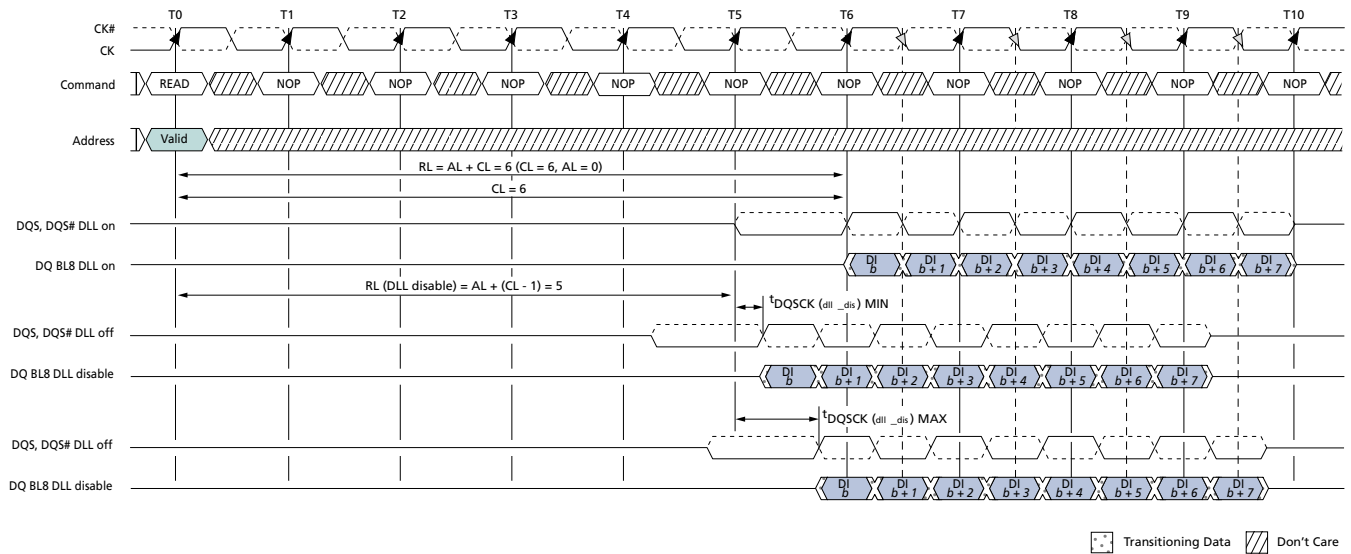 T0 T1 T2 T3 T4 T5 T6 T7 T8 T9 T10
CK#
CK
Command READ NOP NOP NOP NOP NOP NOP NOP NOP NOP NOP
Address Valid
RL = AL + CL = 6 (CL = 6, AL = 0)
CL = 6
DQS, DQS# DLL on
DQ BL8 DLL on DI b DI b + 1 DI b + 2 DI b + 3 DI b + 4 DI b + 5 DI b + 6 DI b + 7
RL (DLL disable) = AL + (CL - 1) = 5
tDQSCK (dll _dis) MIN
DQS, DQS# DLL off
DQ BL8 DLL disable DI b DI b + 1 DI b + 2 DI b + 3 DI b + 4 DI b + 5 DI b + 6 DI b + 7
tDQSCK (dll _dis) MAX
DQS, DQS# DLL off
DQ BL8 DLL disable DI b DI b + 1 DI b + 2 DI b + 3 DI b + 4 DI b + 5 DI b + 6 DI b + 7
Transitioning Data Don't Care